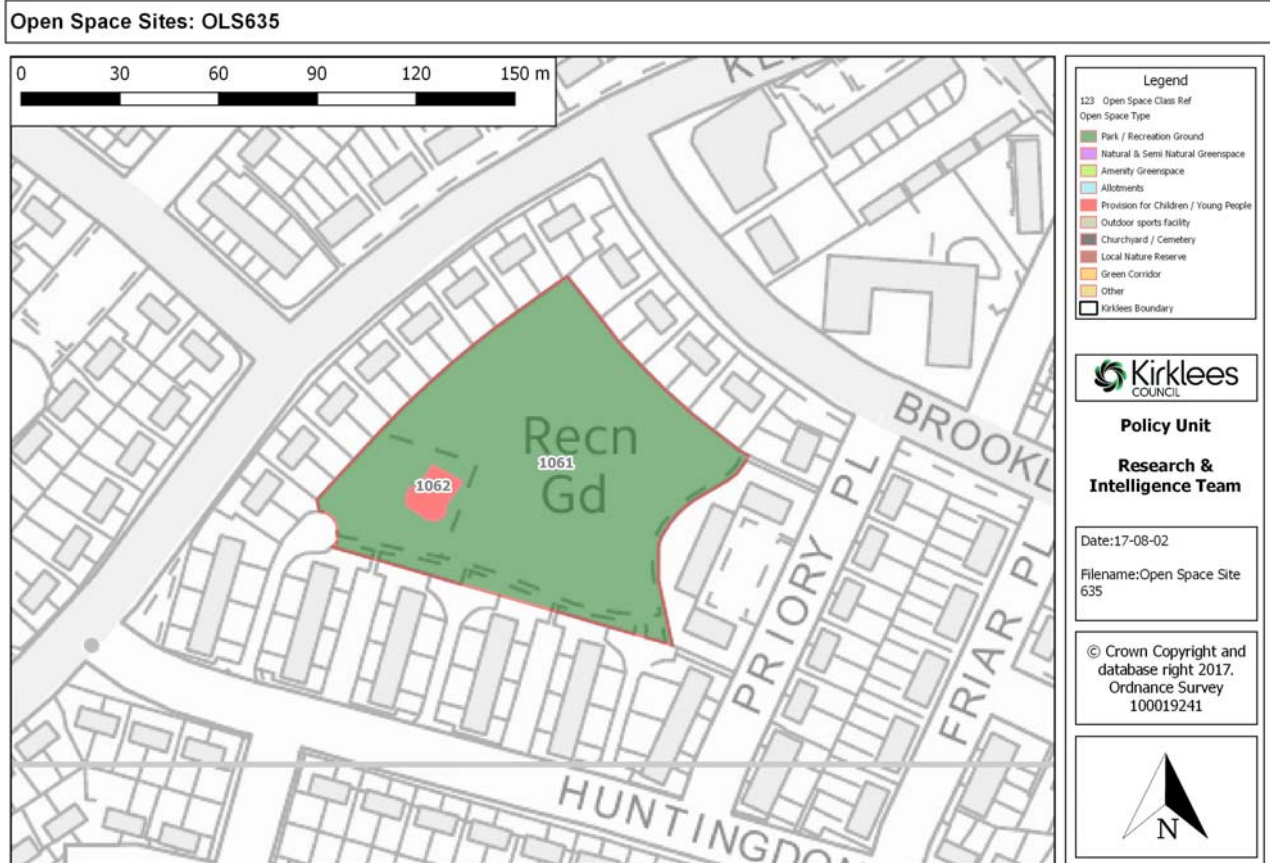 Open Space Sites: OLS635
0 30 60 90 120 150 m
BROOKL
Recn
1061
Gd
1062
PRIORY PL
FRIAR PL
HUNTINGDON
Legend
123 Open Space Class Ref
Open Space Type
Park / Recreation Ground
Natural & Semi Natural Greenspace
Amenity Greenspace
Allotments
Provision for Children / Young People
Outdoor sports facility
Churchyard / Cemetery
Local Nature Reserve
Green Corridor
Other
Kirklees Boundary
Kirklees
COUNCIL
Policy Unit
Research &
Intelligence Team
Date:17-08-02
Filename:Open Space Site
635
© Crown Copyright and
database right 2017.
Ordnance Survey
100019241
N